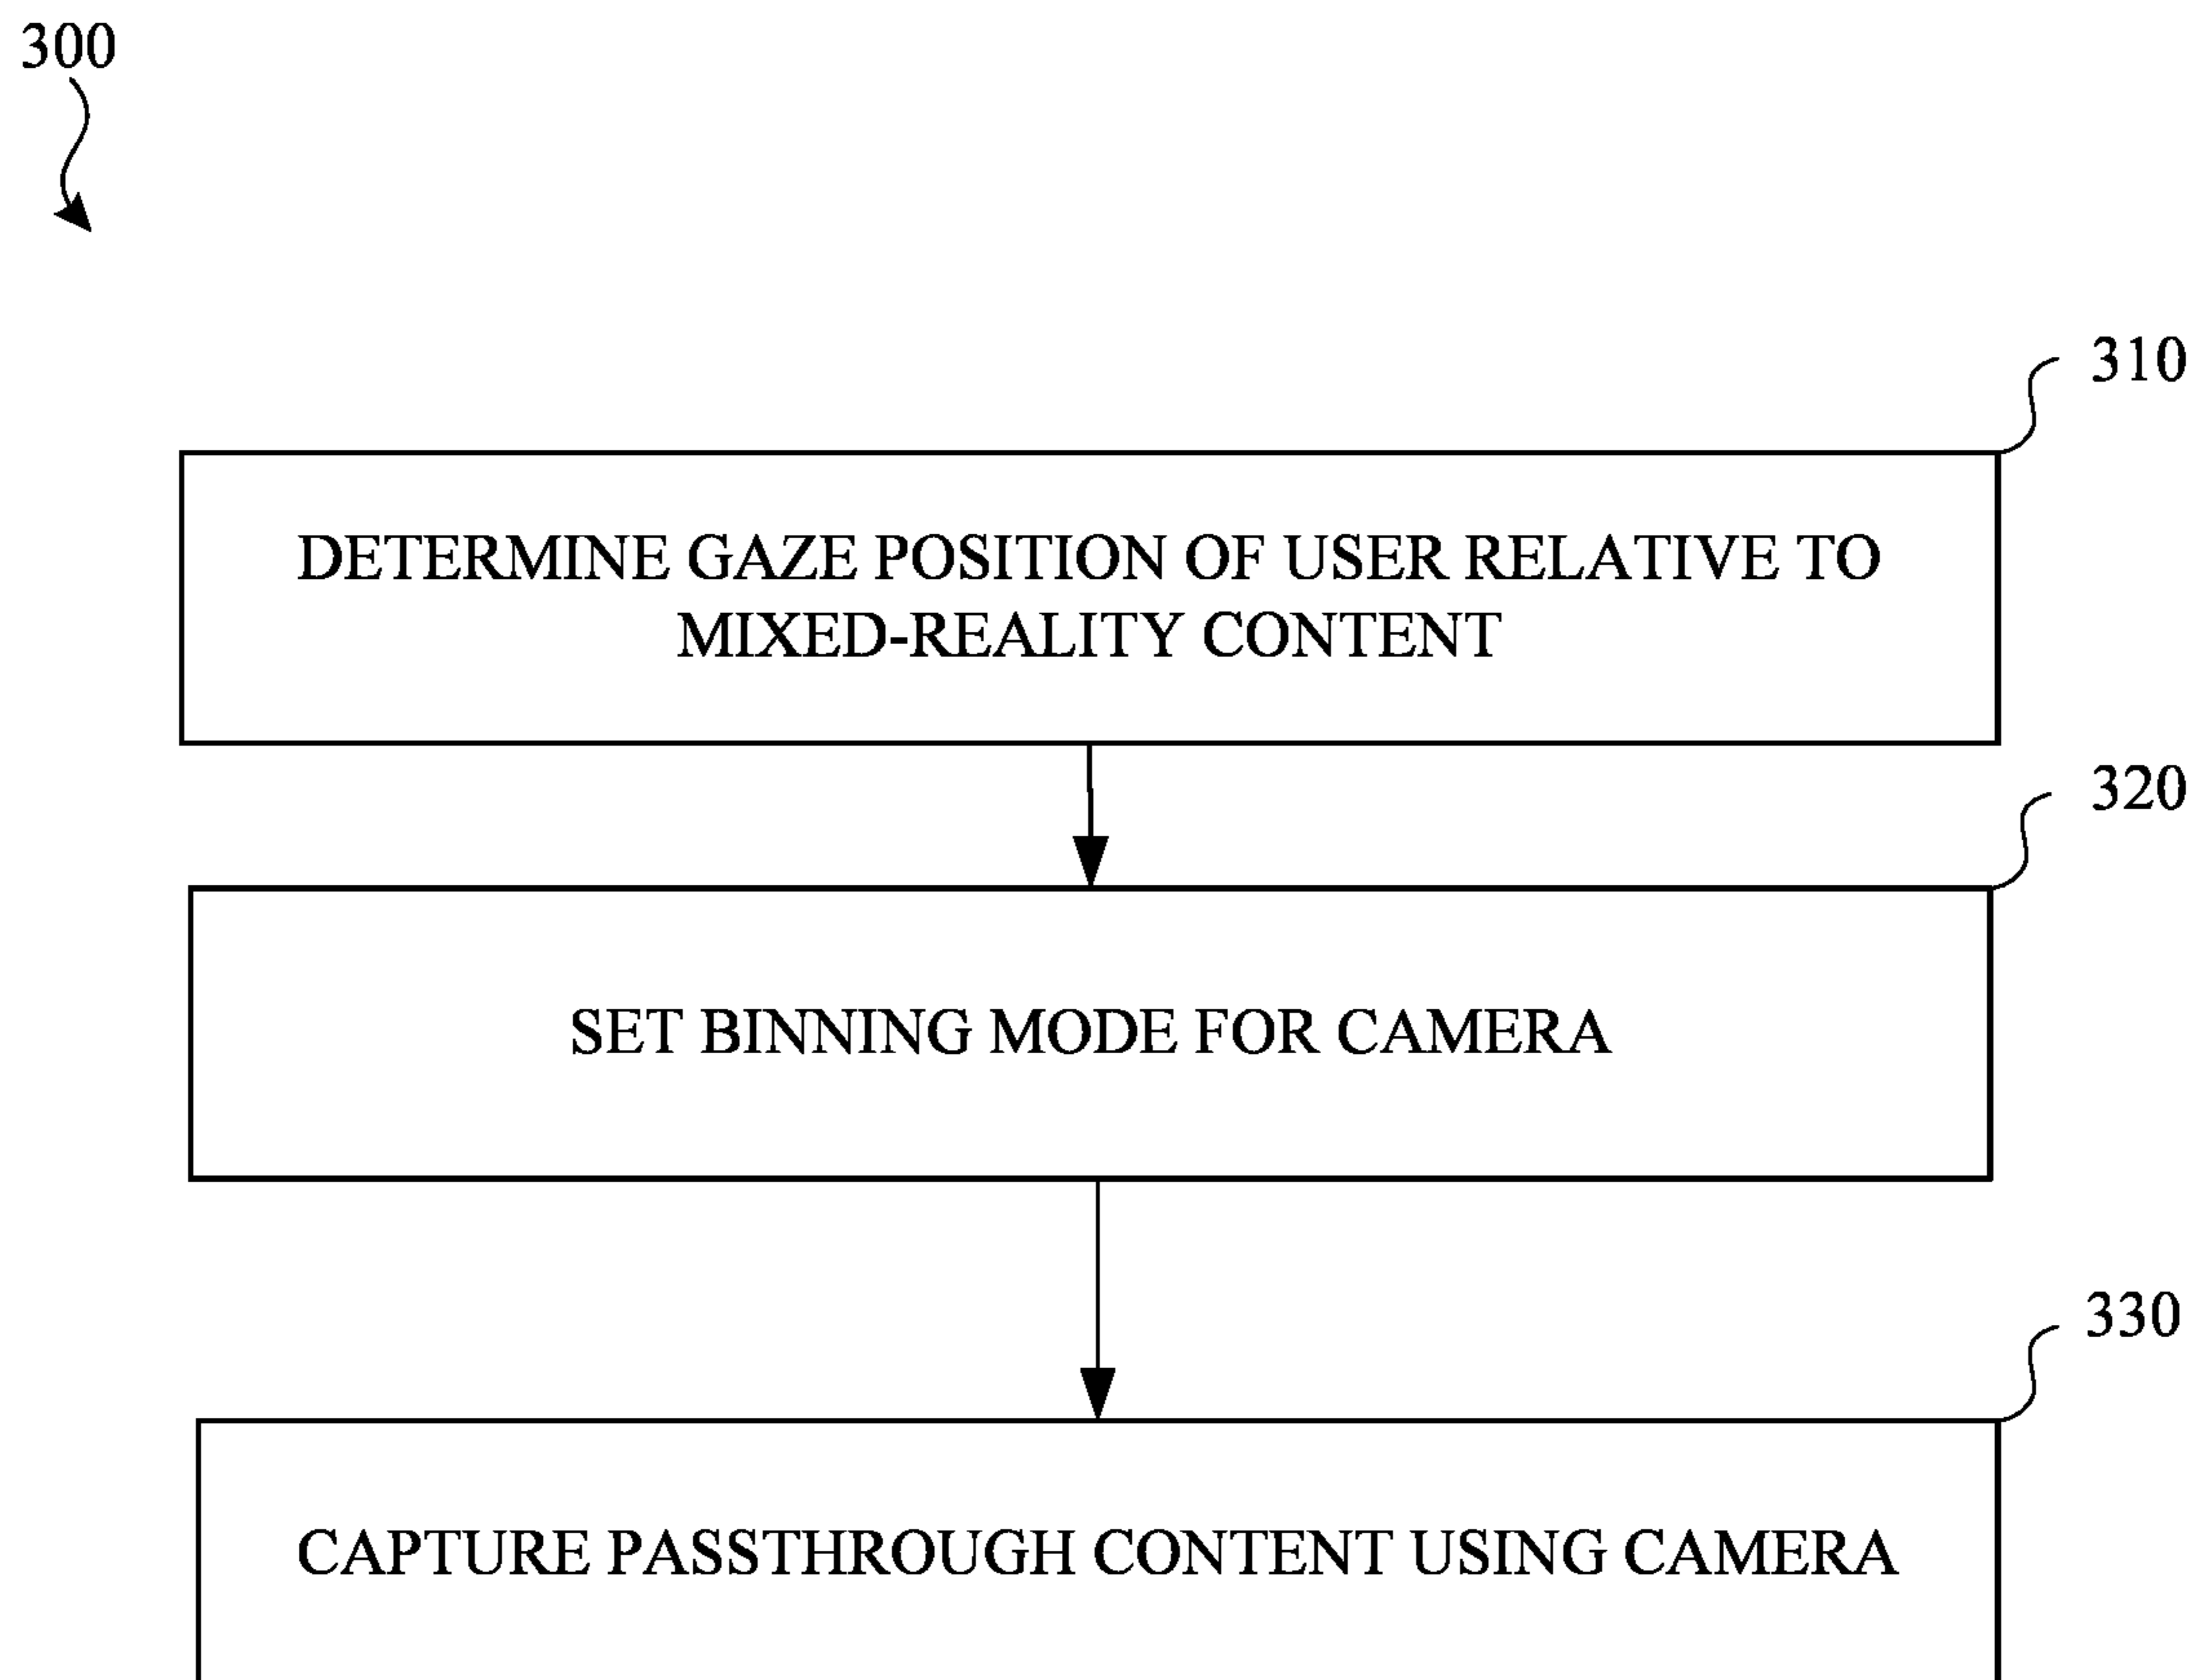 300
310
DETERMINE GAZE POSITION OF USER RELATIVE TO
MIXED-REALITY CONTENT
320
SET BINNING MODE FOR CAMERA
330
CAPTURE PASSTHROUGH CONTENT USING CAMERA